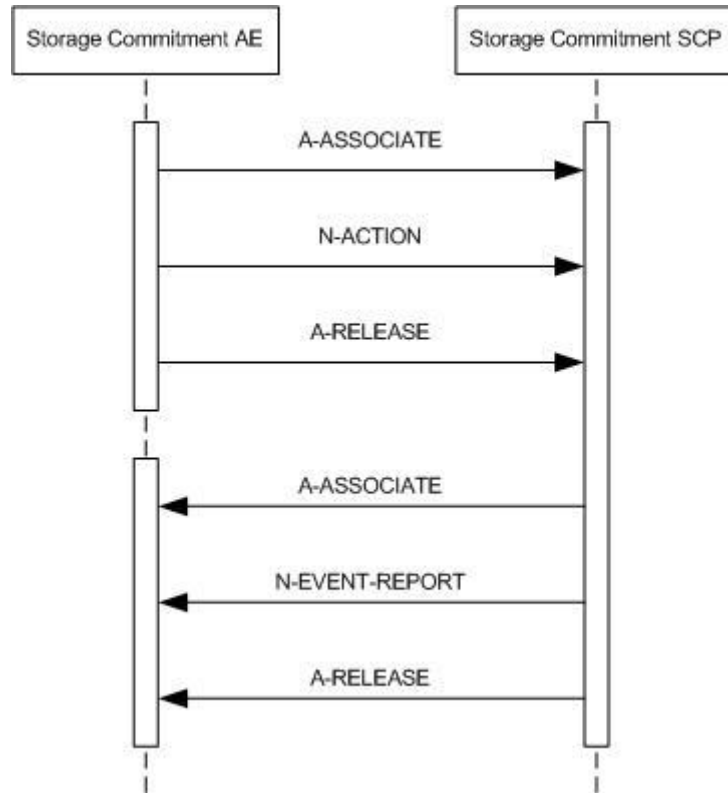 Storage Commitment AE
Storage Commitment SCP
A-ASSOCIATE
N-ACTION
A-RELEASE
A-ASSOCIATE
N-EVENT-REPORT
A-RELEASE